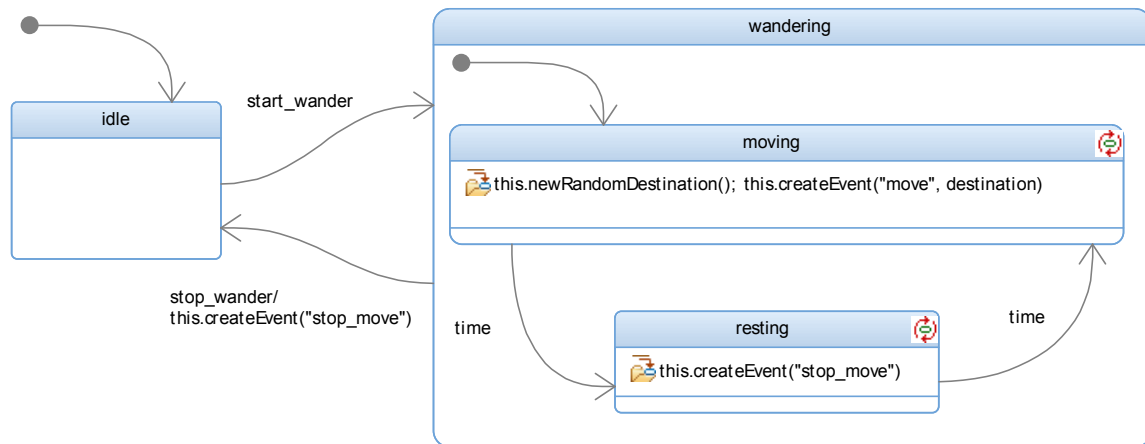 wandering
idle
start_wander
moving
this.newRandomDestination(); this.createEvent("move", destination)
stop_wander/
this.createEvent("stop_move")
time
resting
time
this.createEvent("stop_move")